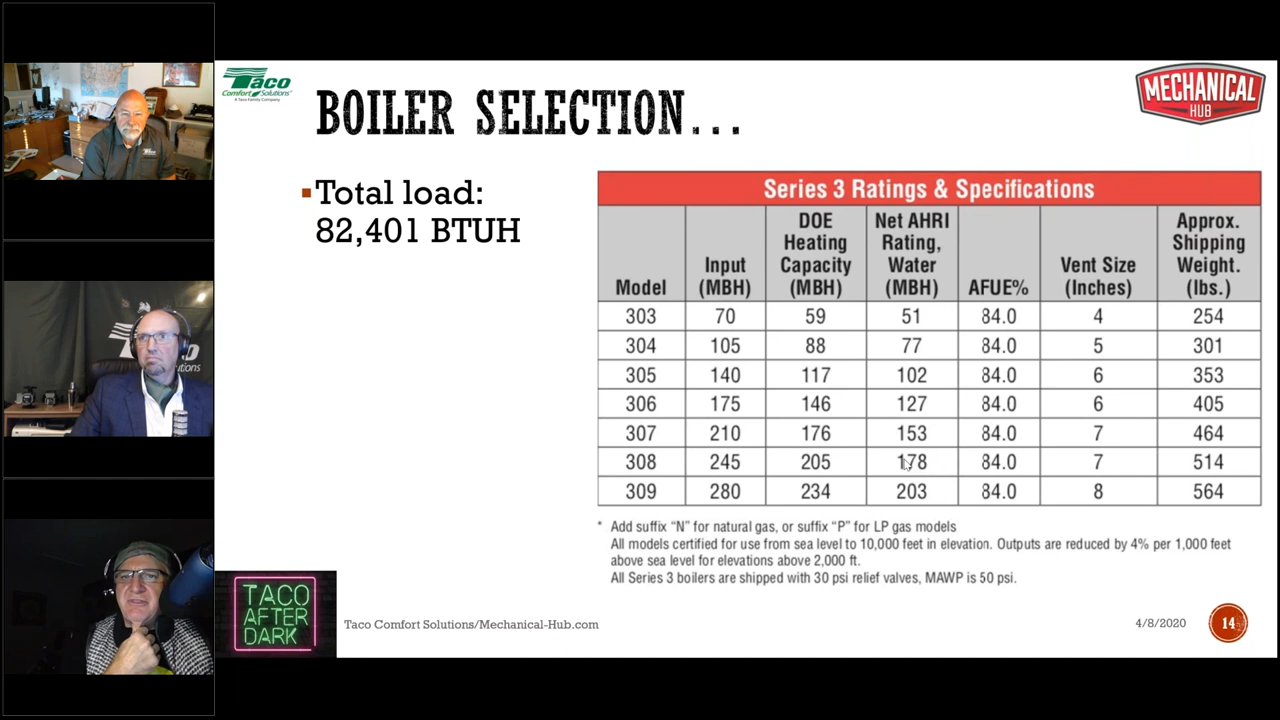 Taco
Comfort Solutions®
A Taco Family Company
MECHANICAL
HUB
BOILER SELECTION...
Total load:
82,401 BTUH
Series 3 Ratings & Specifications
Model Input (MBH) DOE Heating Capacity (MBH) Net AHRI Rating, Water (MBH) AFUE% Vent Size (Inches) Approx. Shipping Weight. (lbs.)
303 70 59 51 84.0 4 254
304 105 88 77 84.0 5 301
305 140 117 102 84.0 6 353
306 175 146 127 84.0 6 405
307 210 176 153 84.0 7 464
308 245 205 178 84.0 7 514
309 280 234 203 84.0 8 564
* Add suffix “N” for natural gas, or suffix “P” for LP gas models
All models certified for use from sea level to 10,000 feet in elevation. Outputs are reduced by 4% per 1,000 feet
above sea level for elevations above 2,000 ft.
All Series 3 boilers are shipped with 30 psi relief valves, MAWP is 50 psi.
TACO
AFTER
DARK
Taco Comfort Solutions/Mechanical-Hub.com
4/8/2020
14